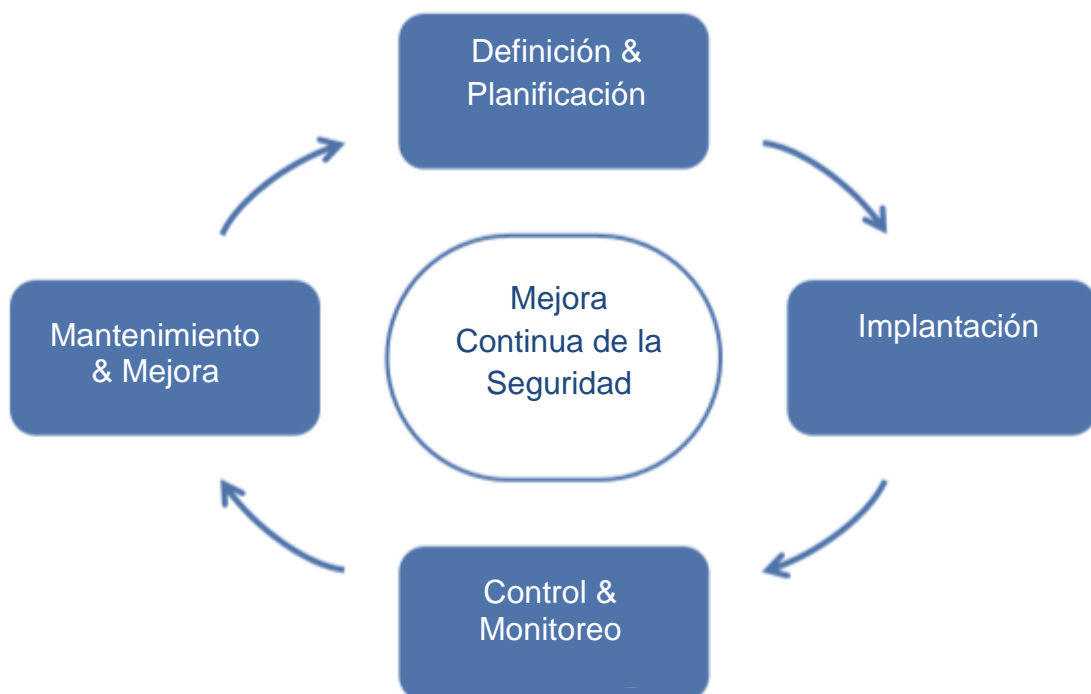 Definición &
Planificación
Mantenimiento
& Mejora
Mejora
Continua de la
Seguridad
Implantación
Control &
Monitoreo